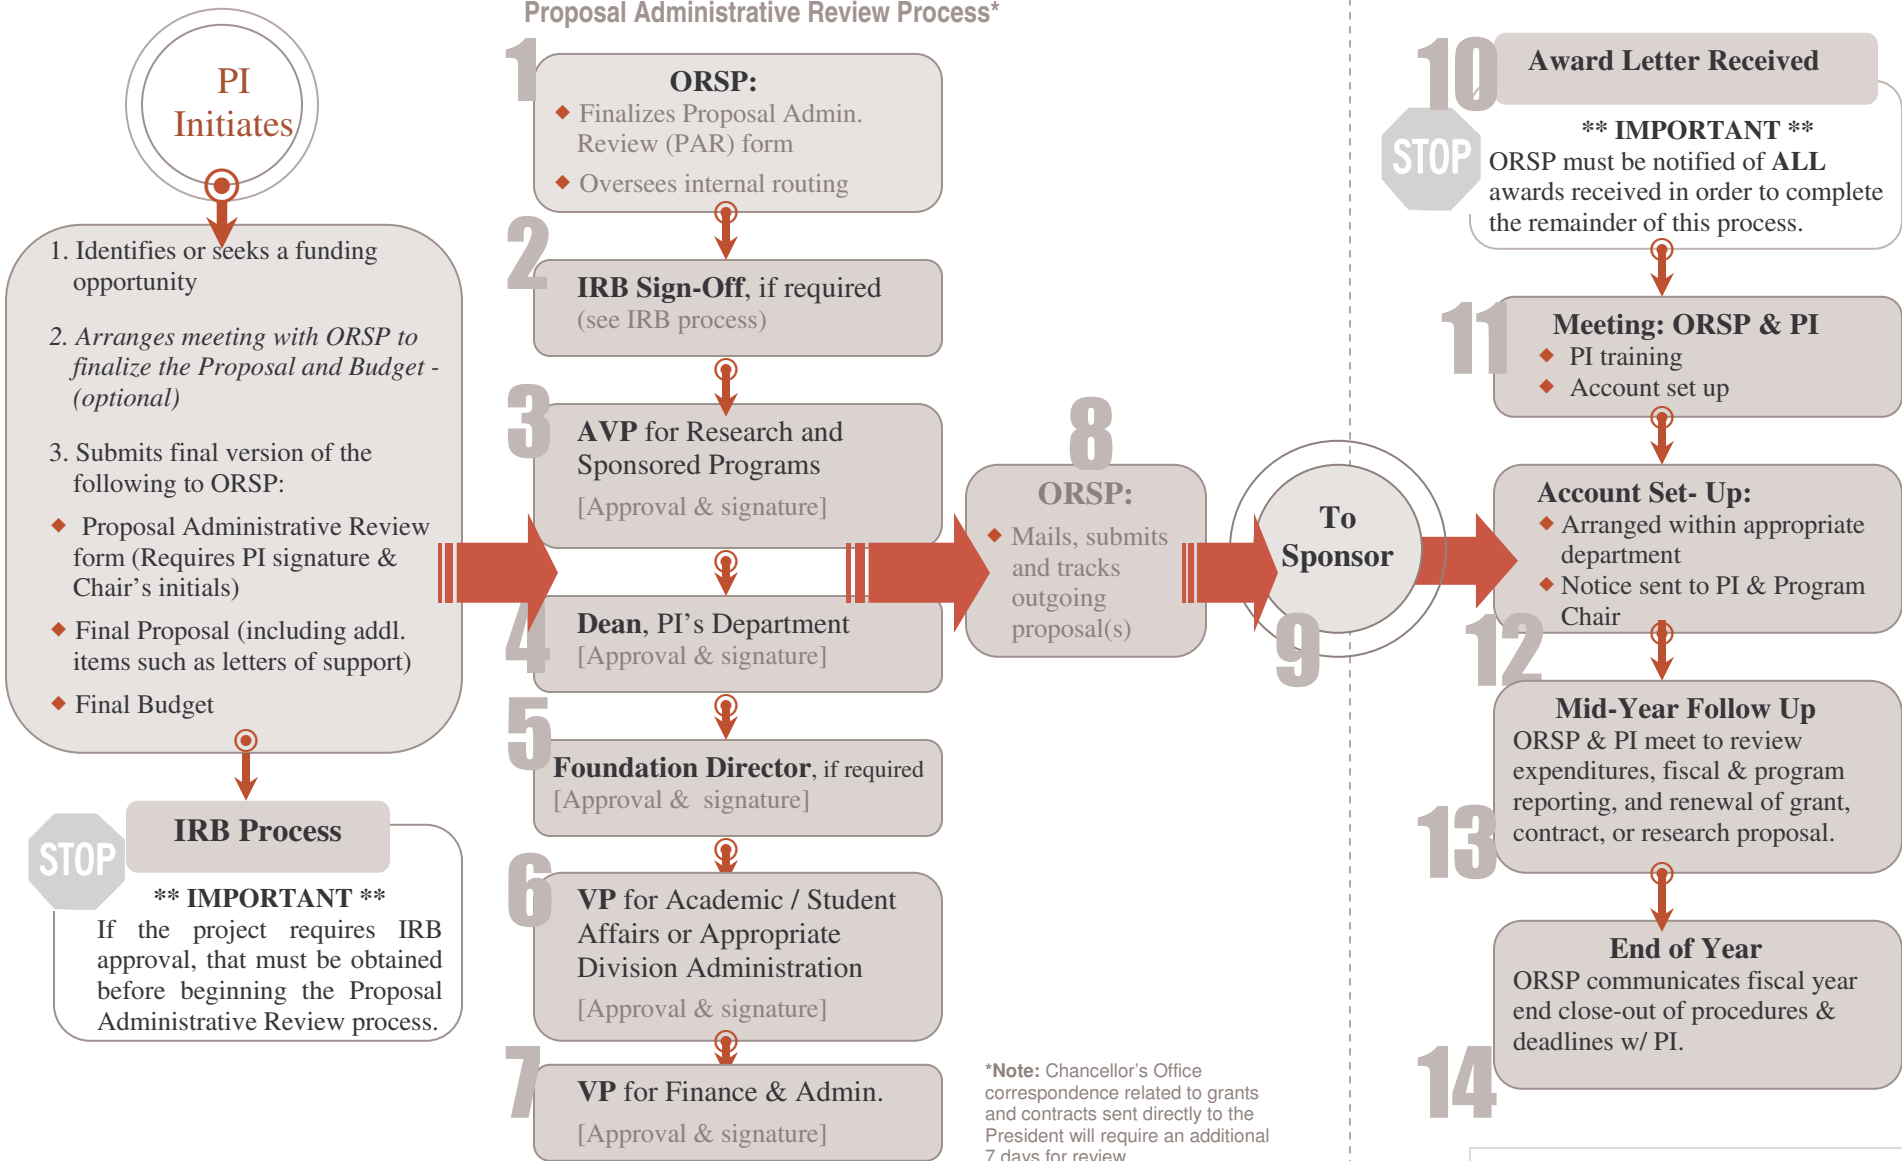 Proposal Administrative Review Process*
PI
Initiates
1. Identifies or seeks a funding
opportunity
2. Arranges meeting with ORSP to
finalize the Proposal and Budget -
(optional)
3. Submits final version of the
following to ORSP:
Proposal Administrative Review
form (Requires PI signature &
Chair's initials)
Final Proposal (including addl.
items such as letters of support)
Final Budget
STOP
IRB Process
** IMPORTANT **
If the project requires IRB
approval, that must be obtained
before beginning the Proposal
Administrative Review process.
1
ORSP:
Finalizes Proposal Admin.
Review (PAR) form
Oversees internal routing
2
IRB Sign-Off, if required
(see IRB process)
3
AVP for Research and
Sponsored Programs
[Approval & signature]
4
Dean, PI's Department
[Approval & signature]
5
Foundation Director, if required
[Approval & signature]
6
VP for Academic / Student
Affairs or Appropriate
Division Administration
[Approval & signature]
7
VP for Finance & Admin.
[Approval & signature]
8
ORSP:
Mails, submits
and tracks
outgoing
proposal(s)
To
Sponsor
9
*Note: Chancellor's Office
correspondence related to grants
and contracts sent directly to the
President will require an additional
7 days for review
10
Award Letter Received
STOP
** IMPORTANT **
ORSP must be notified of ALL
awards received in order to complete
the remainder of this process.
11
Meeting: ORSP & PI
PI training
Account set up
Account Set- Up:
Arranged within appropriate
department
Notice sent to PI & Program
Chair
12
Mid-Year Follow Up
ORSP & PI meet to review
expenditures, fiscal & program
reporting, and renewal of grant,
contract, or research proposal.
13
End of Year
ORSP communicates fiscal year
end close-out of procedures &
deadlines w/ PI.
14